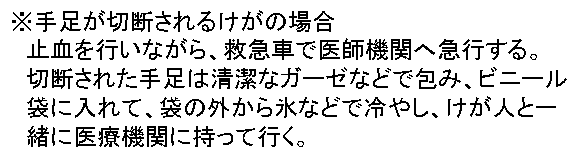 ※手足が切断されるけがの場合
止血を行いながら、救急車で医師機関へ急行する。
切断された手足は清潔なガーゼなどで包み、ビニール
袋に入れて、袋の外から氷などで冷やし、けが人と一
緒に医療機関に持って行く。